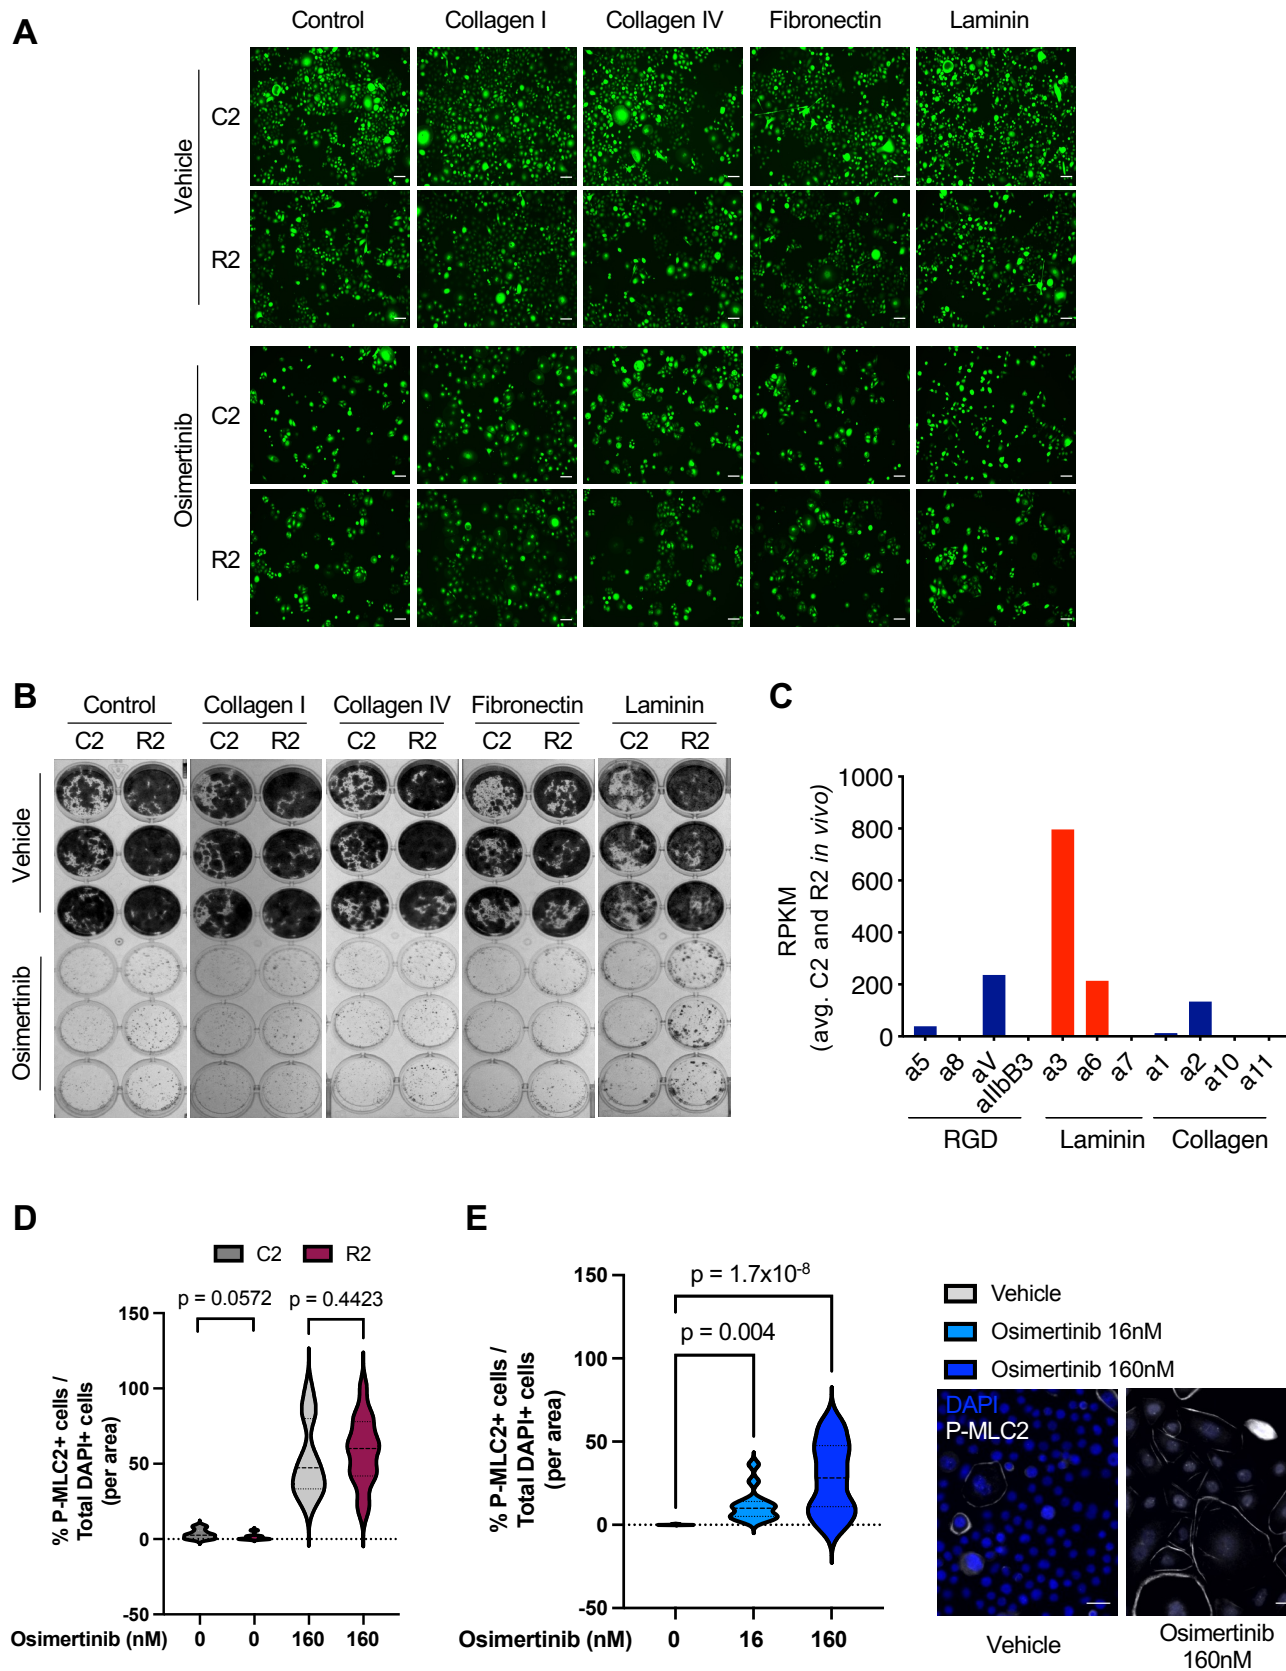 A
Control Collagen I Collagen IV Fibronectin Laminin
Vehicle
C2
R2
Osimertinib
C2
R2
B
Control Collagen I Collagen IV Fibronectin Laminin
C2 R2 C2 R2 C2 R2 C2 R2 C2 R2
Vehicle
Osimertinib
C
RPKM
(avg. C2 and R2 in vivo)
1000
800
600
400
200
0
a5 a8 aV aIIbB3 a3 a6 a7 a1 a2 a10 a11
RGD Laminin Collagen
D
C2 R2
p = 0.0572 p = 0.4423
% P-MLC2+ cells /
Total DAPI+ cells
(per area)
150
100
50
0
-50
Osimertinib (nM) 0 0 160 160
E
p = 1.7x10-8
p = 0.004
% P-MLC2+ cells /
Total DAPI+ cells
(per area)
150
100
50
0
-50
Osimertinib (nM) 0 16 160
Vehicle
Osimertinib 16nM
Osimertinib 160nM
DAPI
P-MLC2
Vehicle
Osimertinib
160nM